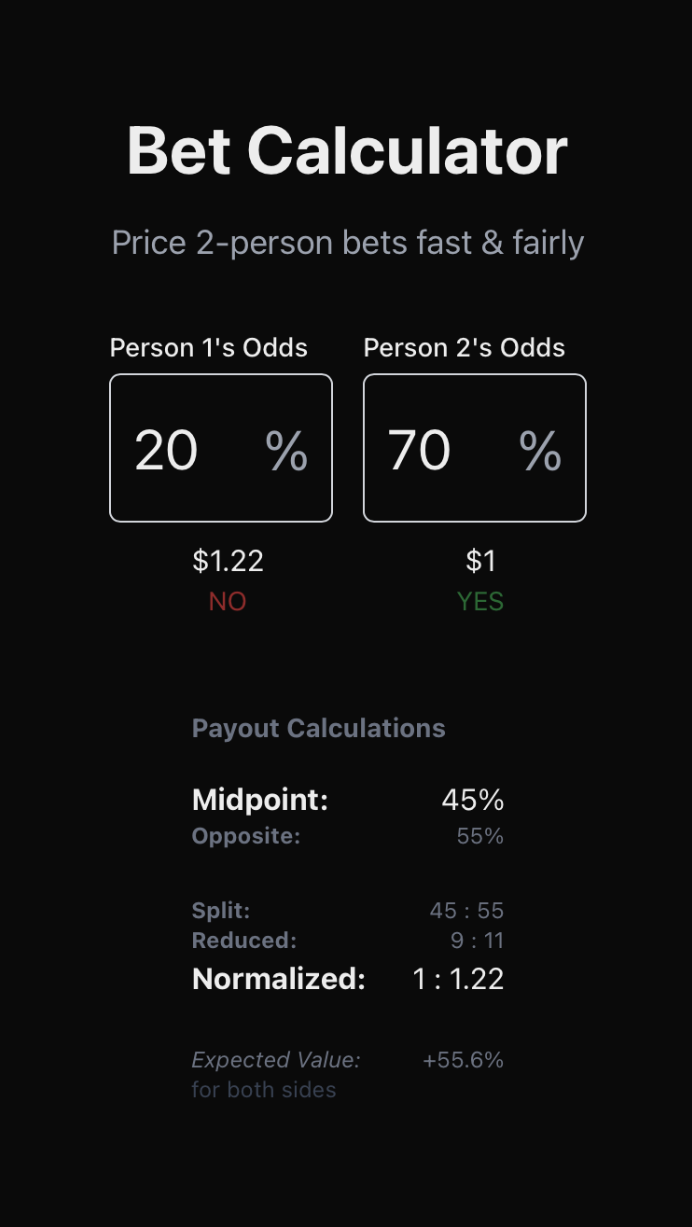 Bet Calculator
Price 2-person bets fast & fairly
Person 1's Odds Person 2's Odds
20 % 70 %
$1.22 $1
NO YES
Payout Calculations
Midpoint: 45%
Opposite: 55%
Split: 45 : 55
Reduced: 9 : 11
Normalized: 1 : 1.22
Expected Value: +55.6%
for both sides